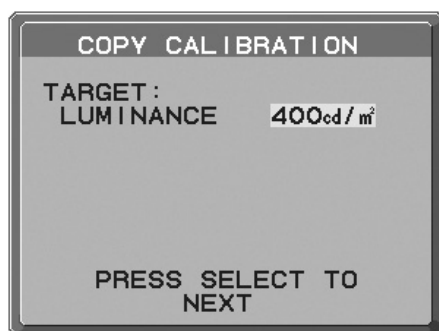 COPY CALIBRATION
TARGET:
LUMINANCE 400cd/㎡
PRESS SELECT TO
NEXT